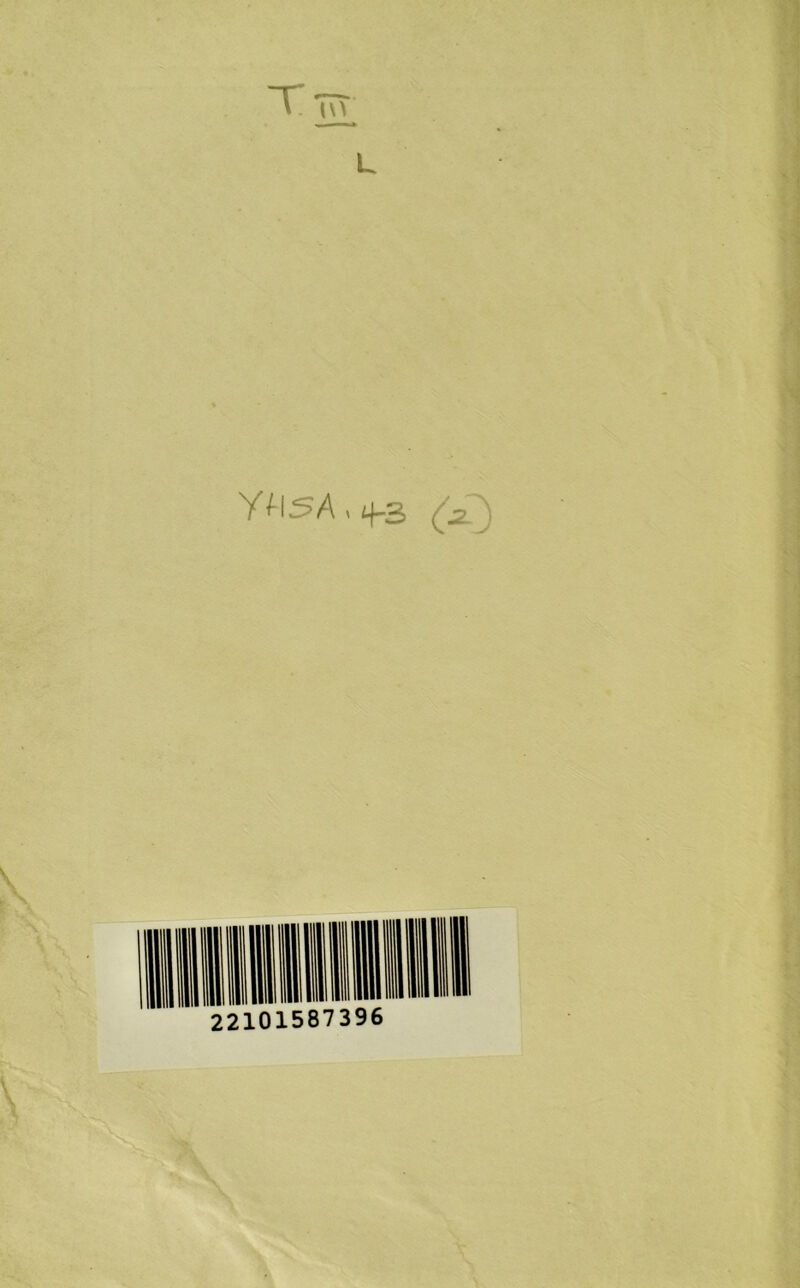 T III
L
YHSA.43 (2)
22101587396